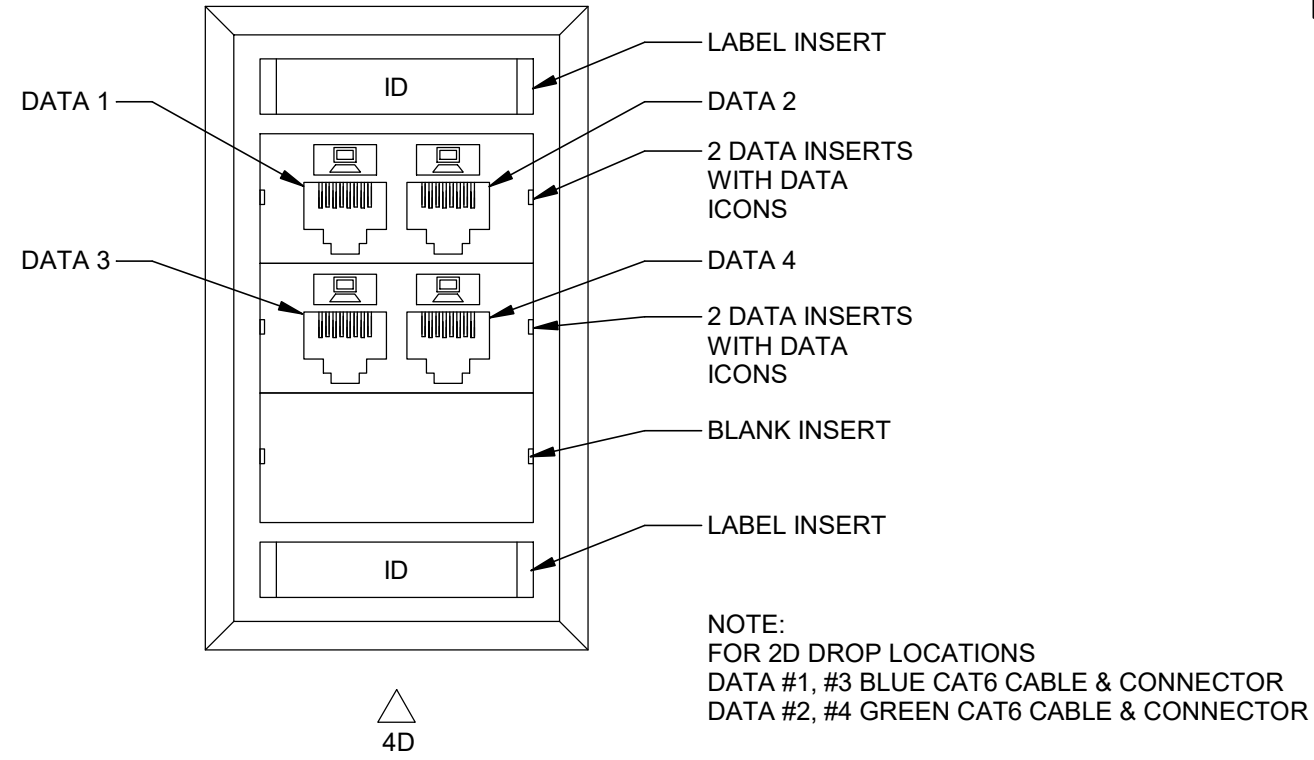 LABEL INSERT
ID
DATA 1
DATA 2
2 DATA INSERTS
WITH DATA
ICONS
DATA 3
DATA 4
2 DATA INSERTS
WITH DATA
ICONS
BLANK INSERT
LABEL INSERT
ID
NOTE:
FOR 2D DROP LOCATIONS
DATA #1, #3 BLUE CAT6 CABLE & CONNECTOR
DATA #2, #4 GREEN CAT6 CABLE & CONNECTOR
4D